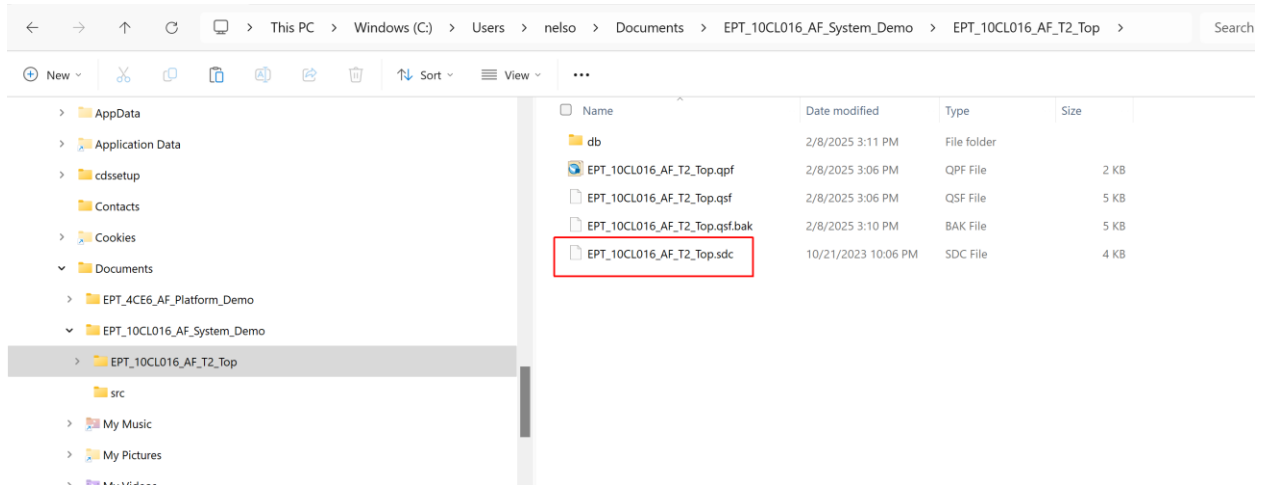 This PC > Windows (C:) > Users > nelso > Documents > EPT_10CL016_AF_System_Demo > EPT_10CL016_AF_T2_Top > Search
New Sort View ...
AppData
Application Data
cdssetup
Contacts
Cookies
Documents
EPT_4CE6_AF_Platform_Demo
EPT_10CL016_AF_System_Demo
EPT_10CL016_AF_T2_Top
src
My Music
My Pictures
My Videos
Name Date modified Type Size
db 2/8/2025 3:11 PM File folder
EPT_10CL016_AF_T2_Top.qpf 2/8/2025 3:06 PM QPF File 2 KB
EPT_10CL016_AF_T2_Top.qsf 2/8/2025 3:06 PM QSF File 5 KB
EPT_10CL016_AF_T2_Top.qsf.bak 2/8/2025 3:10 PM BAK File 5 KB
EPT_10CL016_AF_T2_Top.sdc 10/21/2023 10:06 PM SDC File 4 KB